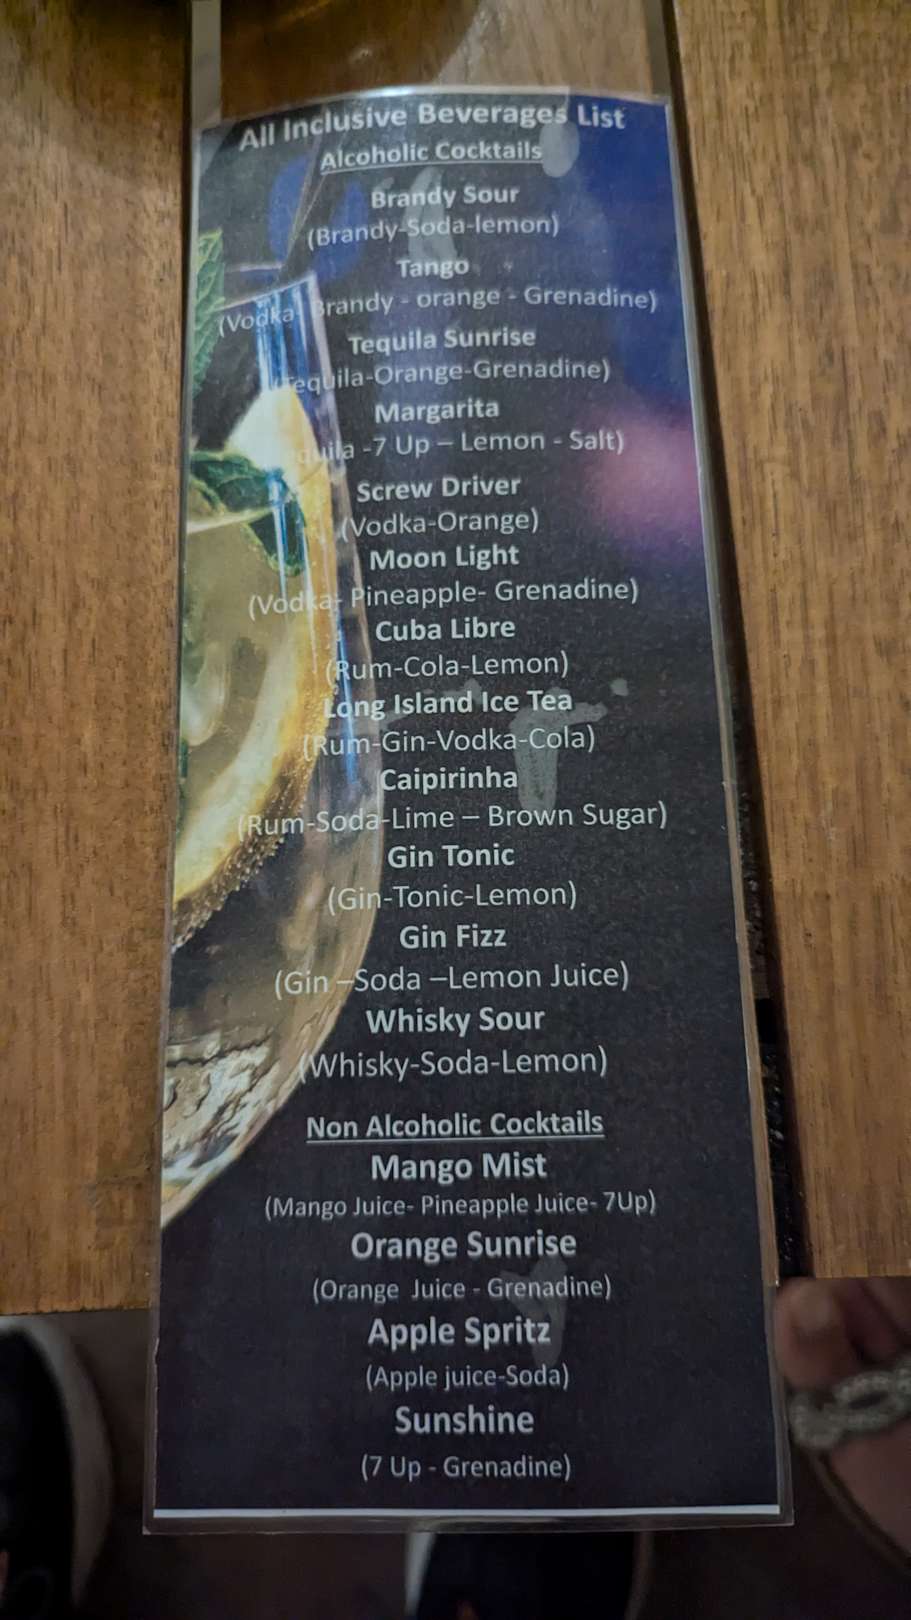 All Inclusive Beverages List
Alcoholic Cocktails
Brandy Sour
(Brandy-Soda-lemon)
Tango
(Vodka- Brandy - orange - Grenadine)
Tequila Sunrise
(Tequila-Orange-Grenadine)
Margarita
-7 Up – Lemon - Salt)
Screw Driver
(Vodka-Orange)
Moon Light
(Vodka- Pineapple- Grenadine)
Cuba Libre
(Rum-Cola-Lemon)
Long Island Ice Tea
(Rum-Gin-Vodka-Cola)
Caipirinha
(Rum-Soda-Lime – Brown Sugar)
Gin Tonic
(Gin-Tonic-Lemon)
Gin Fizz
(Gin –Soda –Lemon Juice)
Whisky Sour
(Whisky-Soda-Lemon)
Non Alcoholic Cocktails
Mango Mist
(Mango Juice- Pineapple Juice- 7Up)
Orange Sunrise
(Orange Juice - Grenadine)
Apple Spritz
(Apple juice-Soda)
Sunshine
(7 Up - Grenadine)